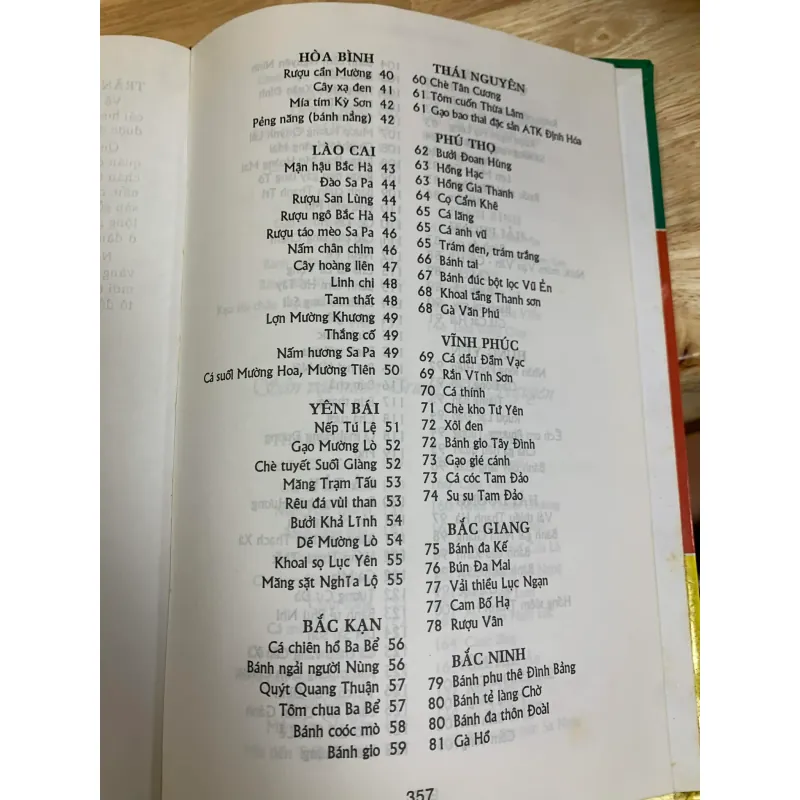 HÒA BÌNH
Rượu cần Mường 40
Cây xạ đen 41
Mía tím Kỳ Sơn 42
Pẻng năng (bánh nẳng) 42
LÀO CAI
Mận hậu Bắc Hà 43
Đào Sa Pa 44
Rượu San Lùng 44
Rượu ngô Bắc Hà 45
Rượu táo mèo Sa Pa 46
Nấm chân chim 46
Cây hoàng liên 47
Linh chi 48
Tam thất 48
Lợn Mường Khương 49
Thắng cố 49
Nấm hương Sa Pa 49
Cá suối Mường Hoa, Mường Tiên 50
YÊN BÁI
Nếp Tú Lệ 51
Gạo Mường Lò 52
Chè tuyết Suối Giàng 52
Măng Trạm Tấu 53
Rêu đá vùi than 53
Bưởi Khả Lĩnh 54
Dế Mường Lò 54
Khoai sọ Lục Yên 55
Măng sặt Nghĩa Lộ 55
BẮC KẠN
Cá chiên hồ Ba Bể 56
Bánh ngải người Nùng 56
Quýt Quang Thuận 57
Tôm chua Ba Bể 57
Bánh coóc mò 58
Bánh gio 59
THÁI NGUYÊN
60 Chè Tân Cương
61 Tôm cuốn Thừa Lâm
61 Gạo bao thai đặc sản ATK Định Hóa
PHÚ THỌ
62 Bưởi Đoan Hùng
63 Hồng Hạc
63 Hồng Gia Thanh
64 Cọ Cẩm Khê
65 Cá lăng
65 Cá anh vũ
65 Trám đen, trám trắng
66 Bánh tai
67 Bánh đúc bột lọc Vũ Ẻn
68 Khoai tầng Thanh sơn
68 Gà Văn Phú
VĨNH PHÚC
69 Cá dấu Đầm Vạc
69 Rắn Vĩnh Sơn
70 Cá thính
71 Chè kho Tứ Yên
72 Xôi đen
72 Bánh gio Tây Đình
73 Gạo gié cánh
73 Cá cóc Tam Đảo
74 Su su Tam Đảo
BẮC GIANG
75 Bánh đa Kế
76 Bún Đa Mai
77 Vải thiều Lục Ngạn
77 Cam Bố Hạ
78 Rượu Vân
BẮC NINH
79 Bánh phu thê Đình Bảng
80 Bánh tẻ làng Chờ
80 Bánh đa thôn Đoài
81 Gà Hồ
357